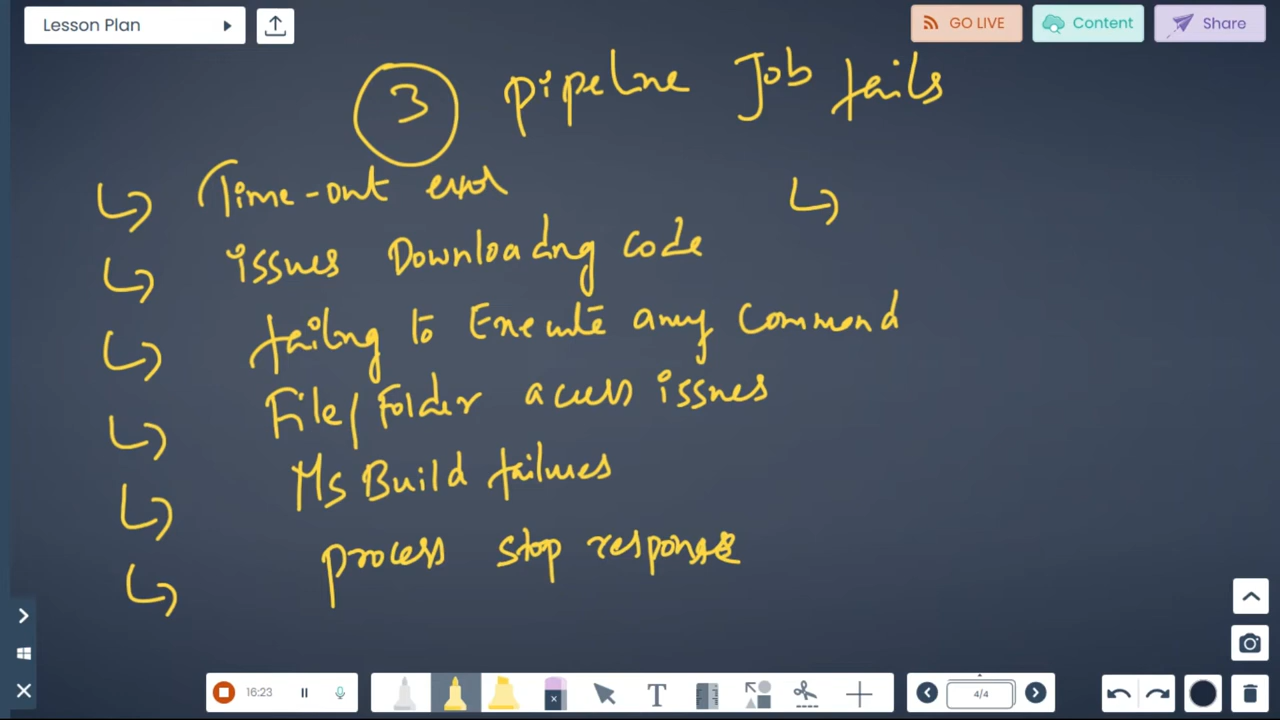 Lesson Plan
GO LIVE
Content
Share
3 pipeline Job fails
Time-out error
issues Downloading code
failing to Execute any Command
File/Folder access issues
Ms Build failures
process stop response
16:23
T
4/4